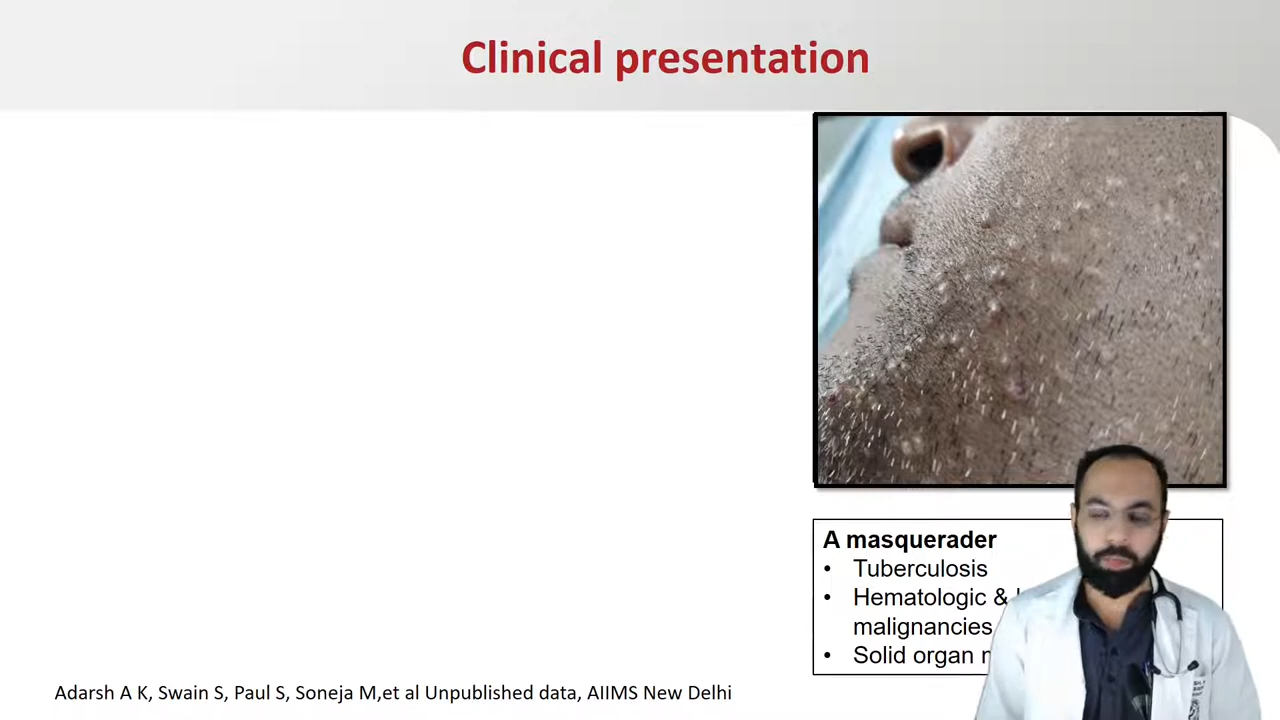 Clinical presentation
A masquerader
• Tuberculosis
• Hematologic &
malignancies
• Solid organ
Adarsh A K, Swain S, Paul S, Soneja M,et al Unpublished data, AIIMS New Delhi